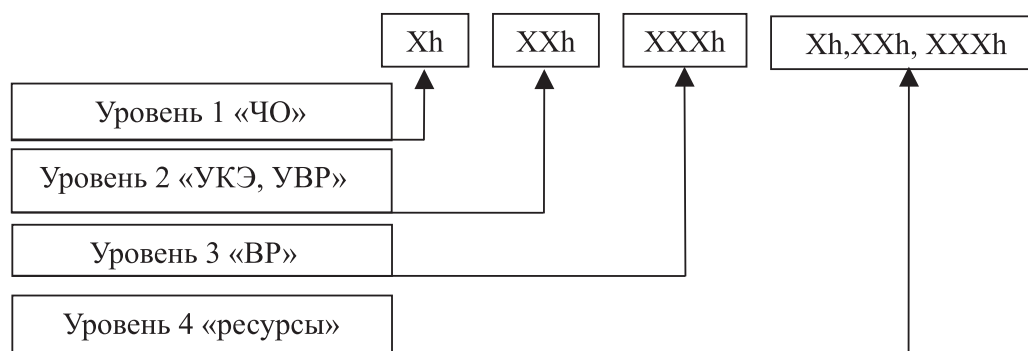 Xh
XXh
XXXh
Xh,XXh, XXXh
Уровень 1 «ЧО»
Уровень 2 «УКЭ, УВР»
Уровень 3 «ВР»
Уровень 4 «ресурсы»